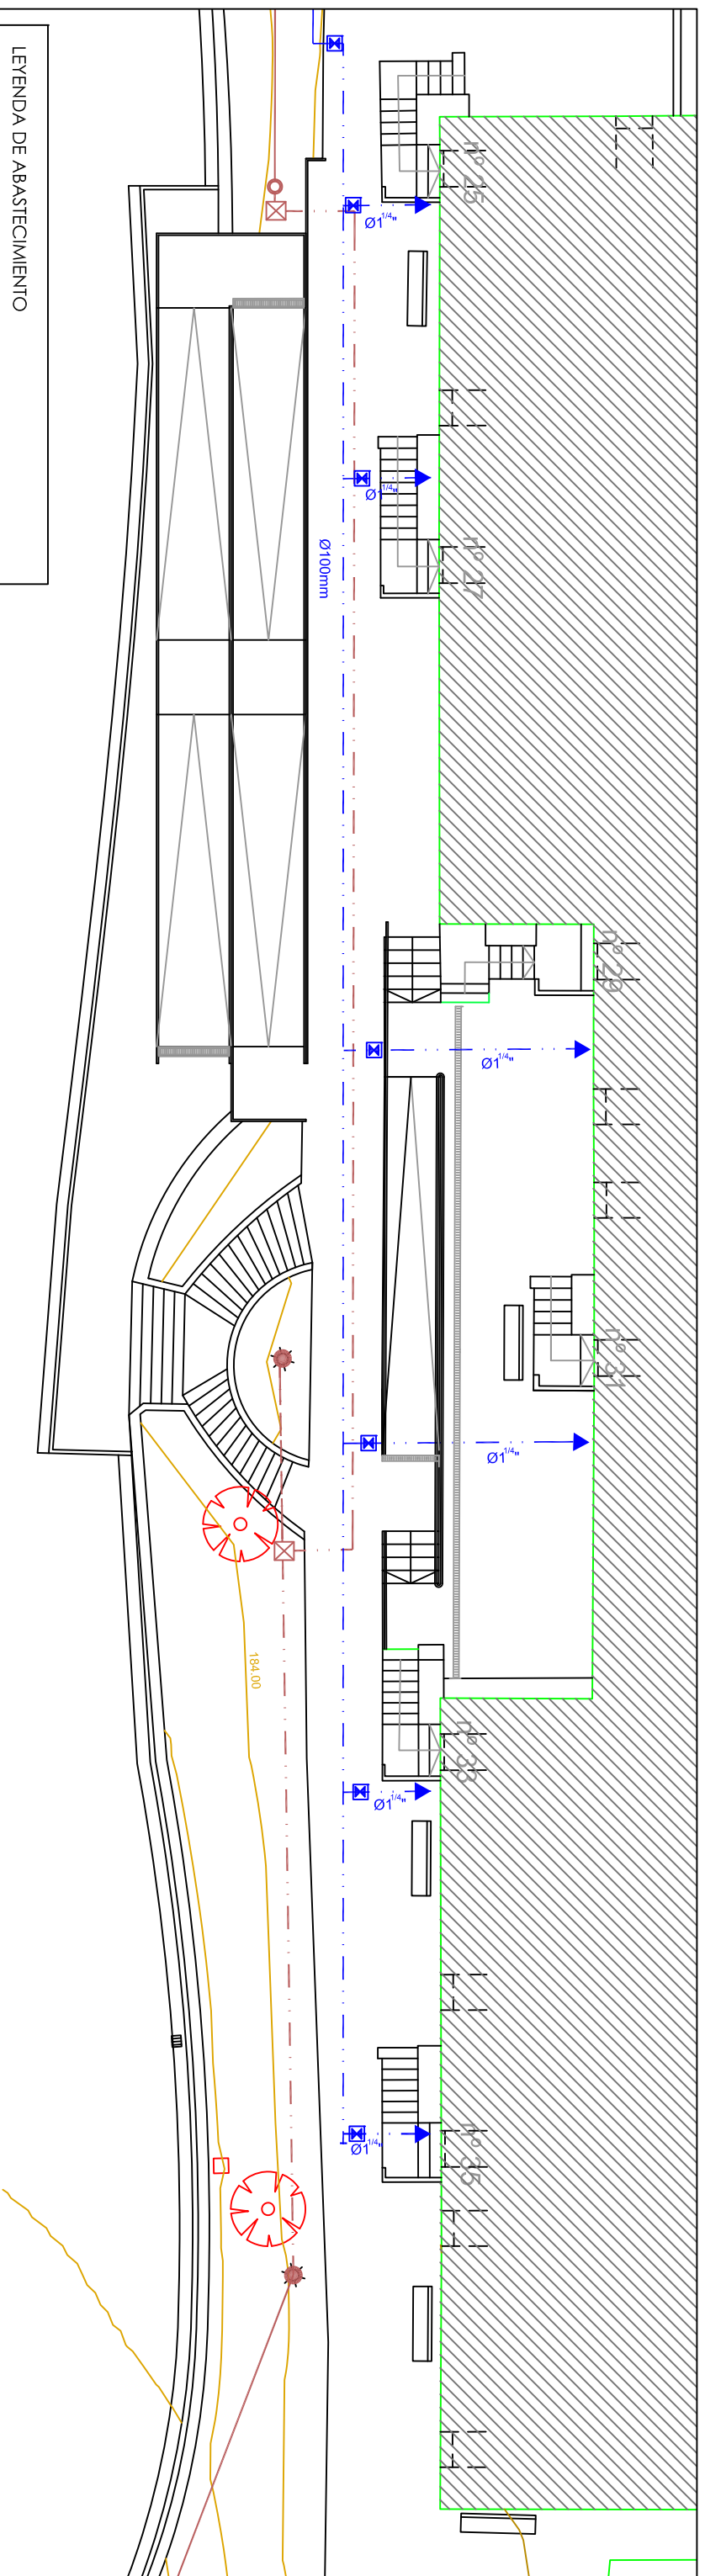 LEYENDA DE ABASTECIMIENTO
nº 25
Ø1 1/4"
Ø1 1/4"
nº 27
Ø100mm
nº 29
Ø1 1/4"
nº 31
Ø1 1/4"
184.00
nº 33
Ø1 1/4"
nº 35
Ø1 1/4"